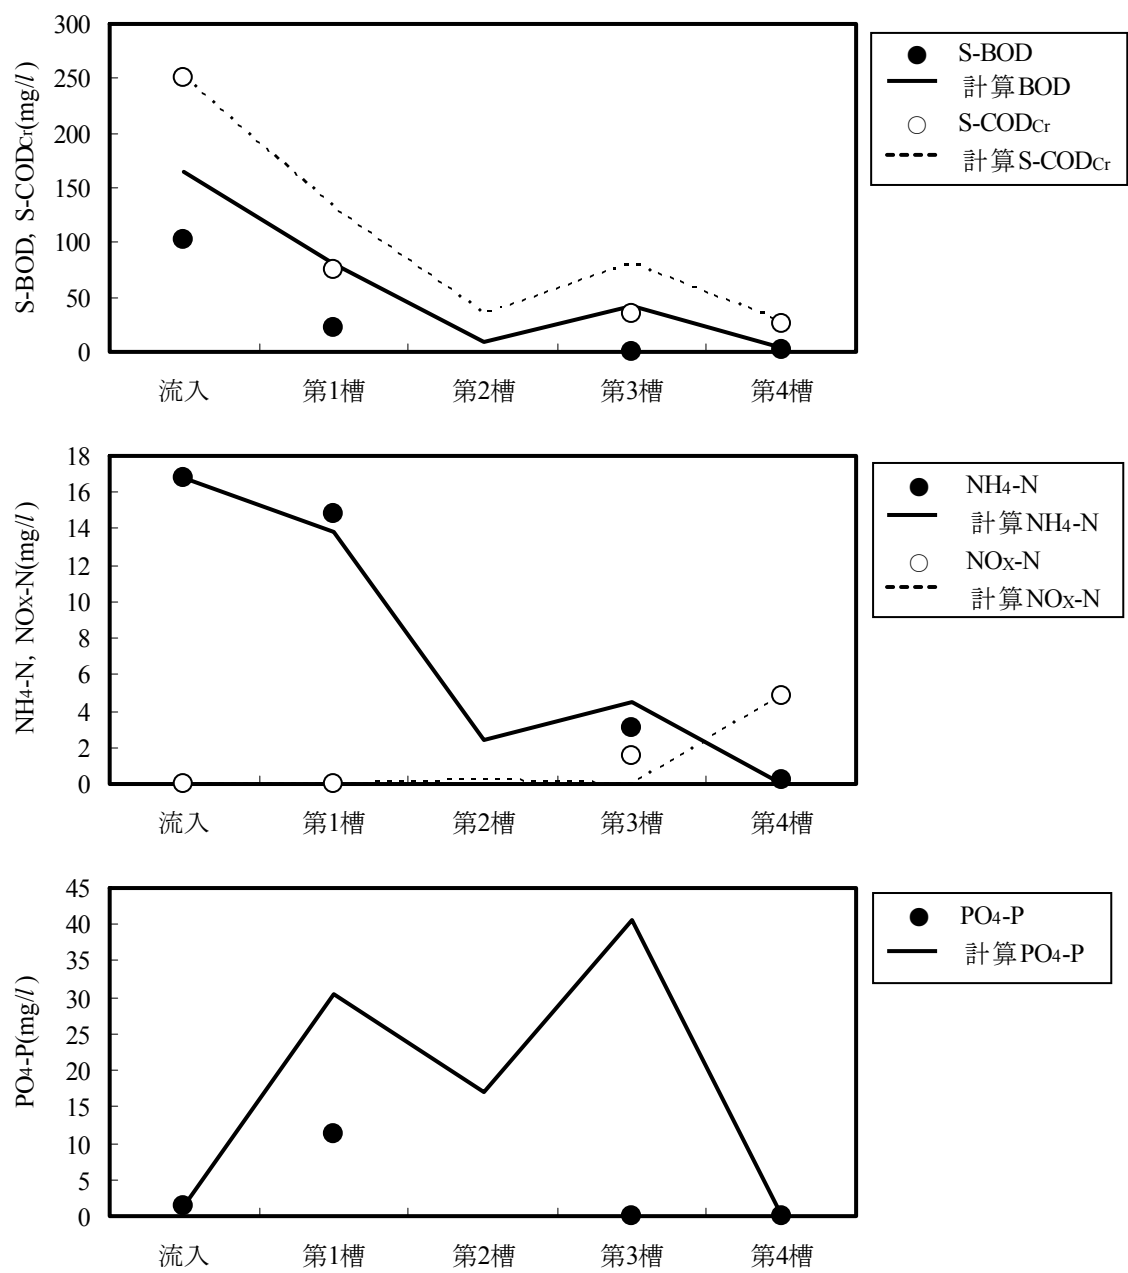 S-BOD, S-CODCr(mg/l)
300
250
200
150
100
50
0
流入 第1槽 第2槽 第3槽 第4槽
S-BOD
計算BOD
S-CODCr
計算S-CODCr
NH4-N, NOX-N(mg/l)
18
16
14
12
10
8
6
4
2
0
流入 第1槽 第2槽 第3槽 第4槽
NH4-N
計算NH4-N
NOX-N
計算NOX-N
PO4-P(mg/l)
45
40
35
30
25
20
15
10
5
0
流入 第1槽 第2槽 第3槽 第4槽
PO4-P
計算PO4-P